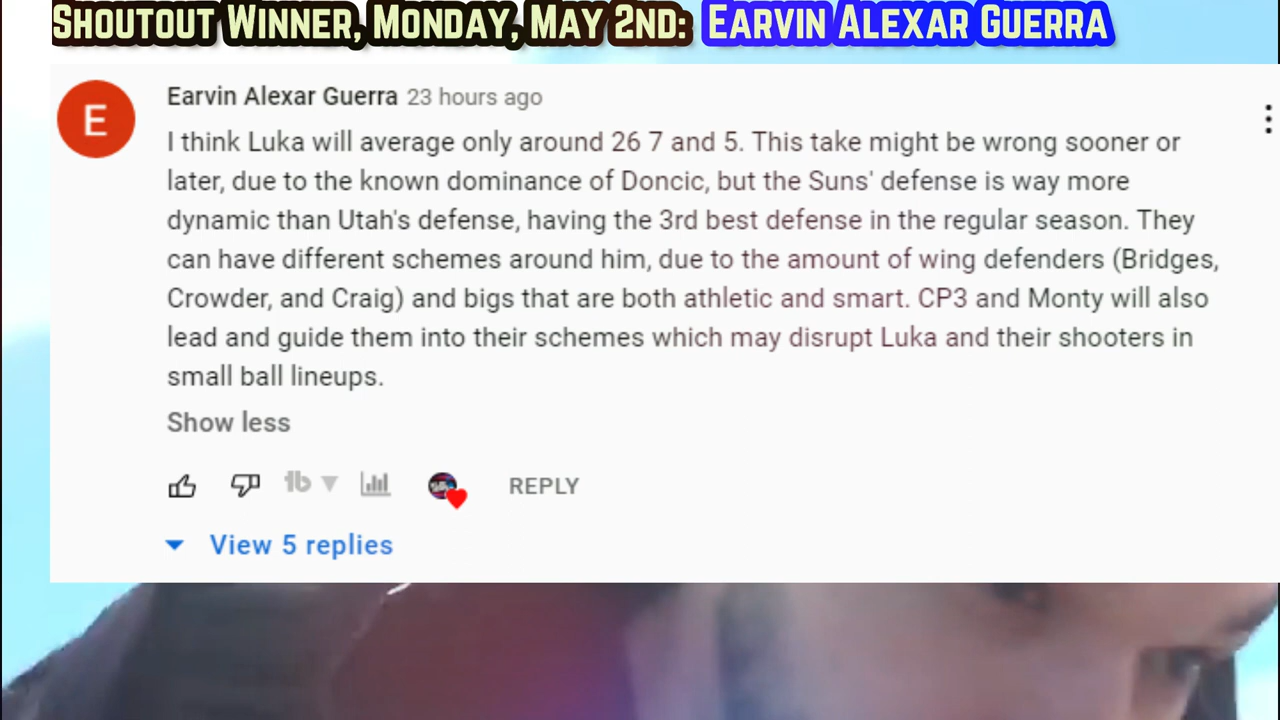 Shoutout Winner, Monday, May 2nd: Earvin Alexar Guerra
E
Earvin Alexar Guerra 23 hours ago
I think Luka will average only around 26 7 and 5. This take might be wrong sooner or
later, due to the known dominance of Doncic, but the Suns' defense is way more
dynamic than Utah's defense, having the 3rd best defense in the regular season. They
can have different schemes around him, due to the amount of wing defenders (Bridges,
Crowder, and Craig) and bigs that are both athletic and smart. CP3 and Monty will also
lead and guide them into their schemes which may disrupt Luka and their shooters in
small ball lineups.
Show less
REPLY
View 5 replies